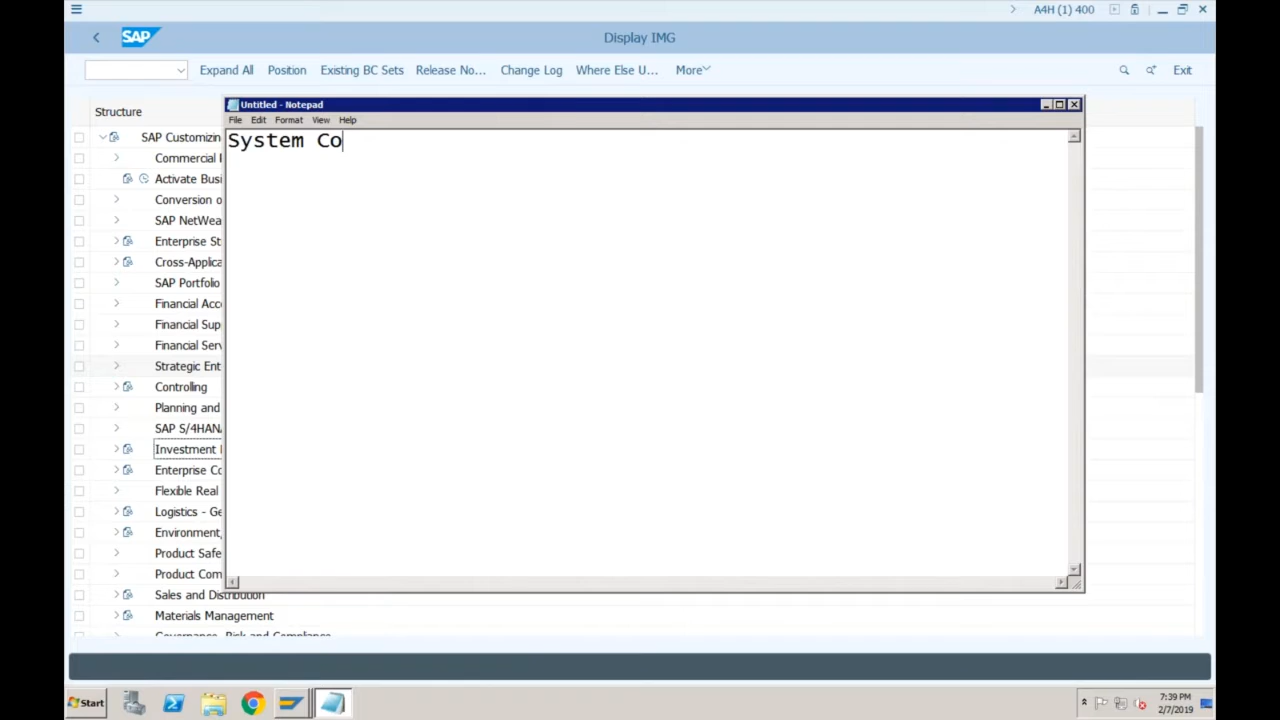 A4H (1) 400
SAP
Display IMG
Expand All Position Existing BC Sets Release No... Change Log Where Else U... More Exit
Structure
Untitled - Notepad
File Edit Format View Help
System Co
SAP Customizin
Commercial
Activate Busi
Conversion o
SAP NetWea
Enterprise St
Cross-Applica
SAP Portfolio
Financial Acc
Financial Sup
Financial Serv
Strategic Ent
Controlling
Planning and
SAP S/4HANA
Investment
Enterprise Co
Flexible Real
Logistics - Ge
Environment,
Product Safe
Product Com
Sales and Distribution
Materials Management
Governance, Risk and Compliance
Start
7:39 PM
2/7/2019